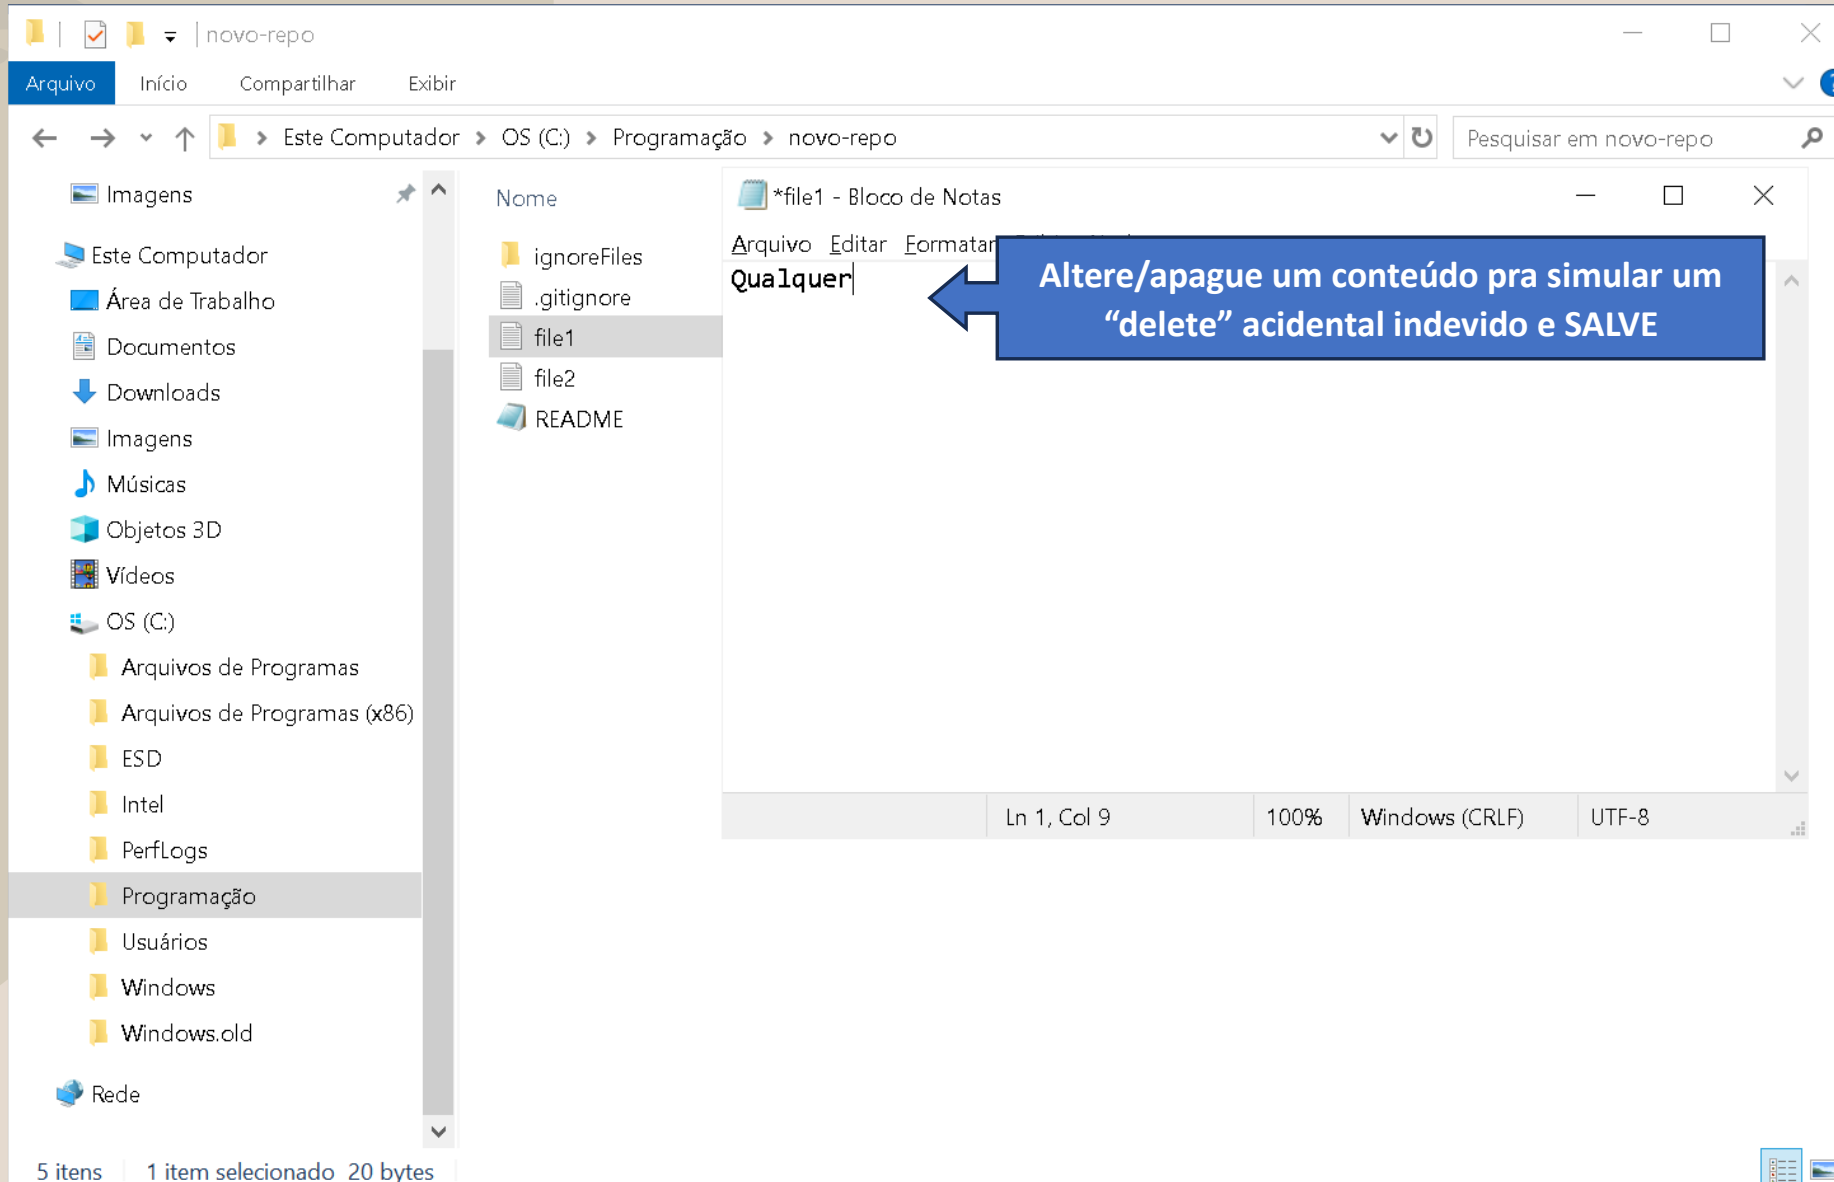 novo-repo
Arquivo Início Compartilhar Exibir
Este Computador > OS (C:) > Programação > novo-repo
Pesquisar em novo-repo
Imagens
Este Computador
Área de Trabalho
Documentos
Downloads
Imagens
Músicas
Objetos 3D
Vídeos
OS (C:)
Arquivos de Programas
Arquivos de Programas (x86)
ESD
Intel
PerfLogs
Programação
Usuários
Windows
Windows.old
Rede
Nome
ignoreFiles
.gitignore
file1
file2
README
*file1 - Bloco de Notas
Arquivo Editar Formatar
Qualquer
Altere/apague um conteúdo pra simular um
“delete” acidental indevido e SALVE
Ln 1, Col 9 100% Windows (CRLF) UTF-8
5 itens 1 item selecionado 20 bytes